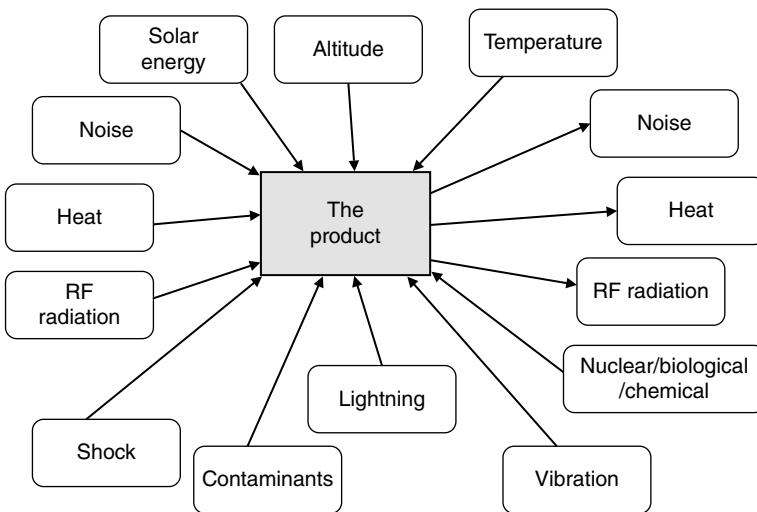 Solar
energy
Altitude
Temperature
Noise
Noise
The
product
Heat
Heat
RF
radiation
RF radiation
Nuclear/biological
/chemical
Lightning
Shock
Contaminants
Vibration